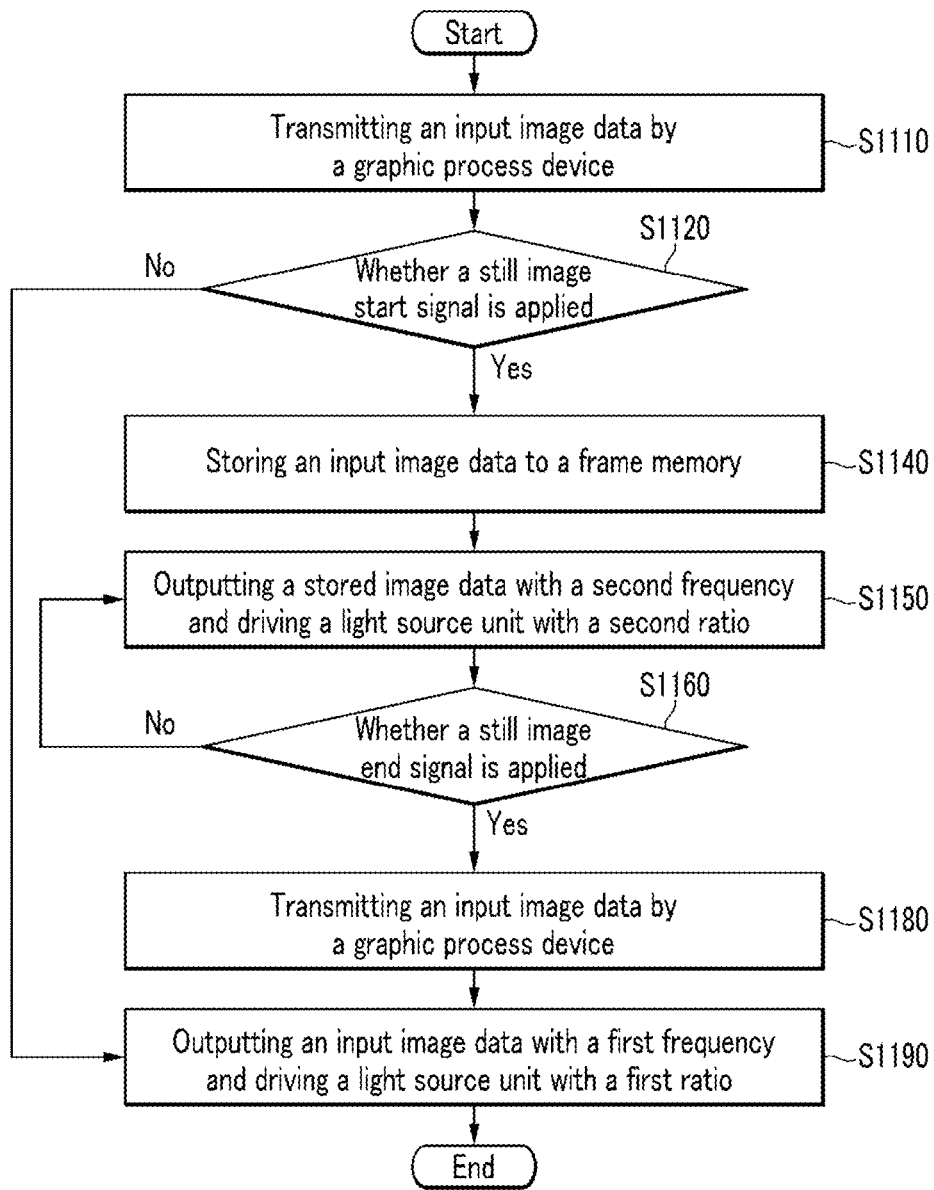 Start
Transmitting an input image data by
a graphic process device
S1110
S1120
Whether a still image
start signal is applied
No
Yes
Storing an input image data to a frame memory
S1140
Outputting a stored image data with a second frequency
and driving a light source unit with a second ratio
S1150
S1160
Whether a still image
end signal is applied
No
Yes
Transmitting an input image data by
a graphic process device
S1180
Outputting an input image data with a first frequency
and driving a light source unit with a first ratio
S1190
End